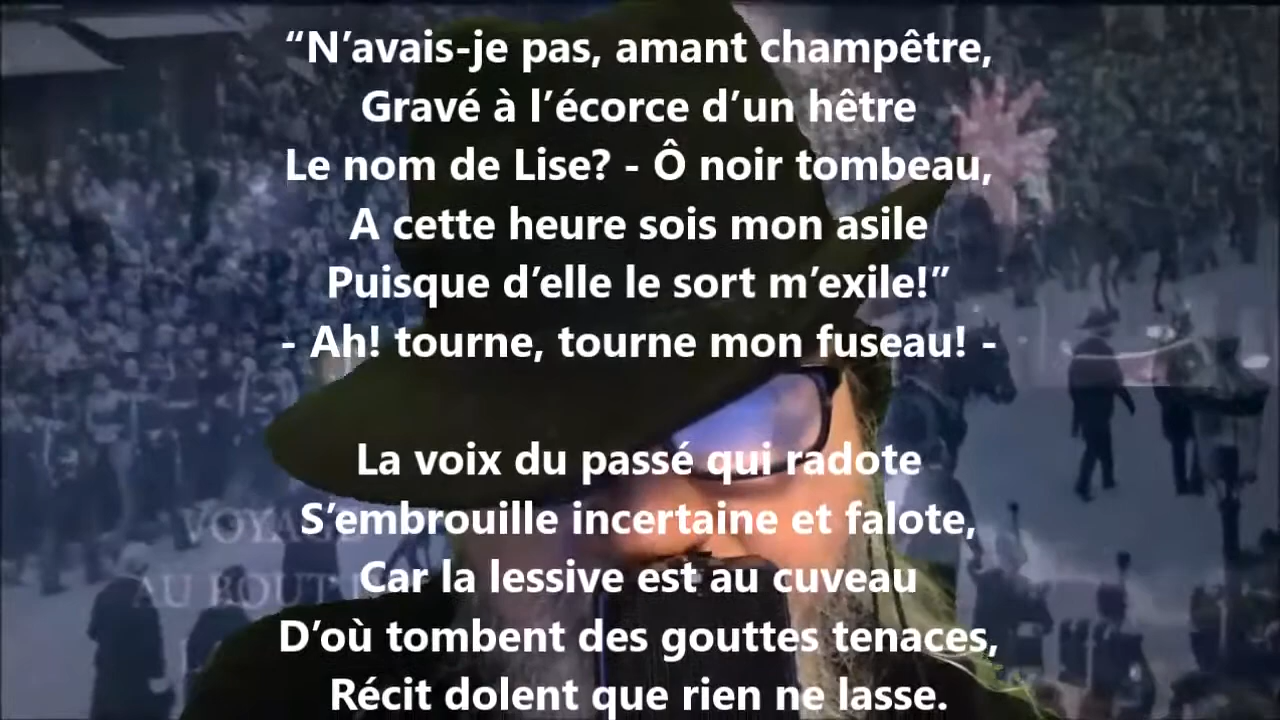 “N’avais-je pas, amant champêtre,
Gravé à l’écorce d’un hêtre
Le nom de Lise? - Ô noir tombeau,
A cette heure sois mon asile
Puisque d’elle le sort m’exile!”
- Ah! tourne, tourne mon fuseau! -
La voix du passé qui radote
S’embrouille incertaine et falote,
Car la lessive est au cuveau
D’où tombent des gouttes tenaces,
Récit dolent que rien ne lasse.
AU BOUT